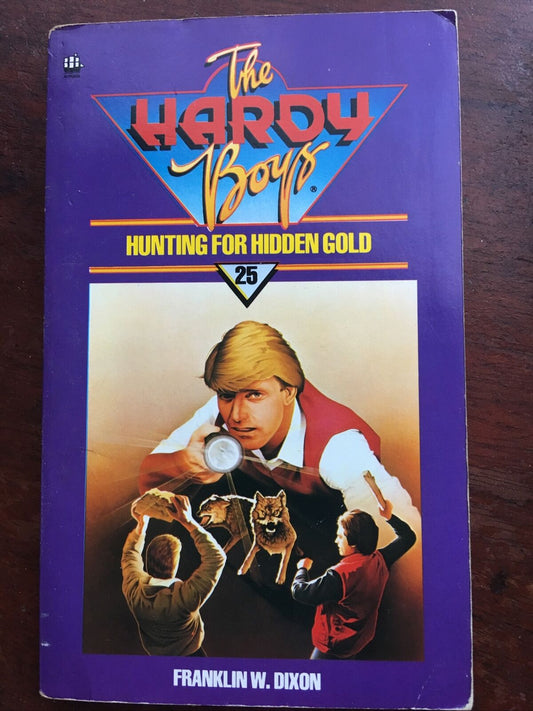 The
HARDY
Boys
®
HUNTING FOR HIDDEN GOLD
25
FRANKLIN W. DIXON